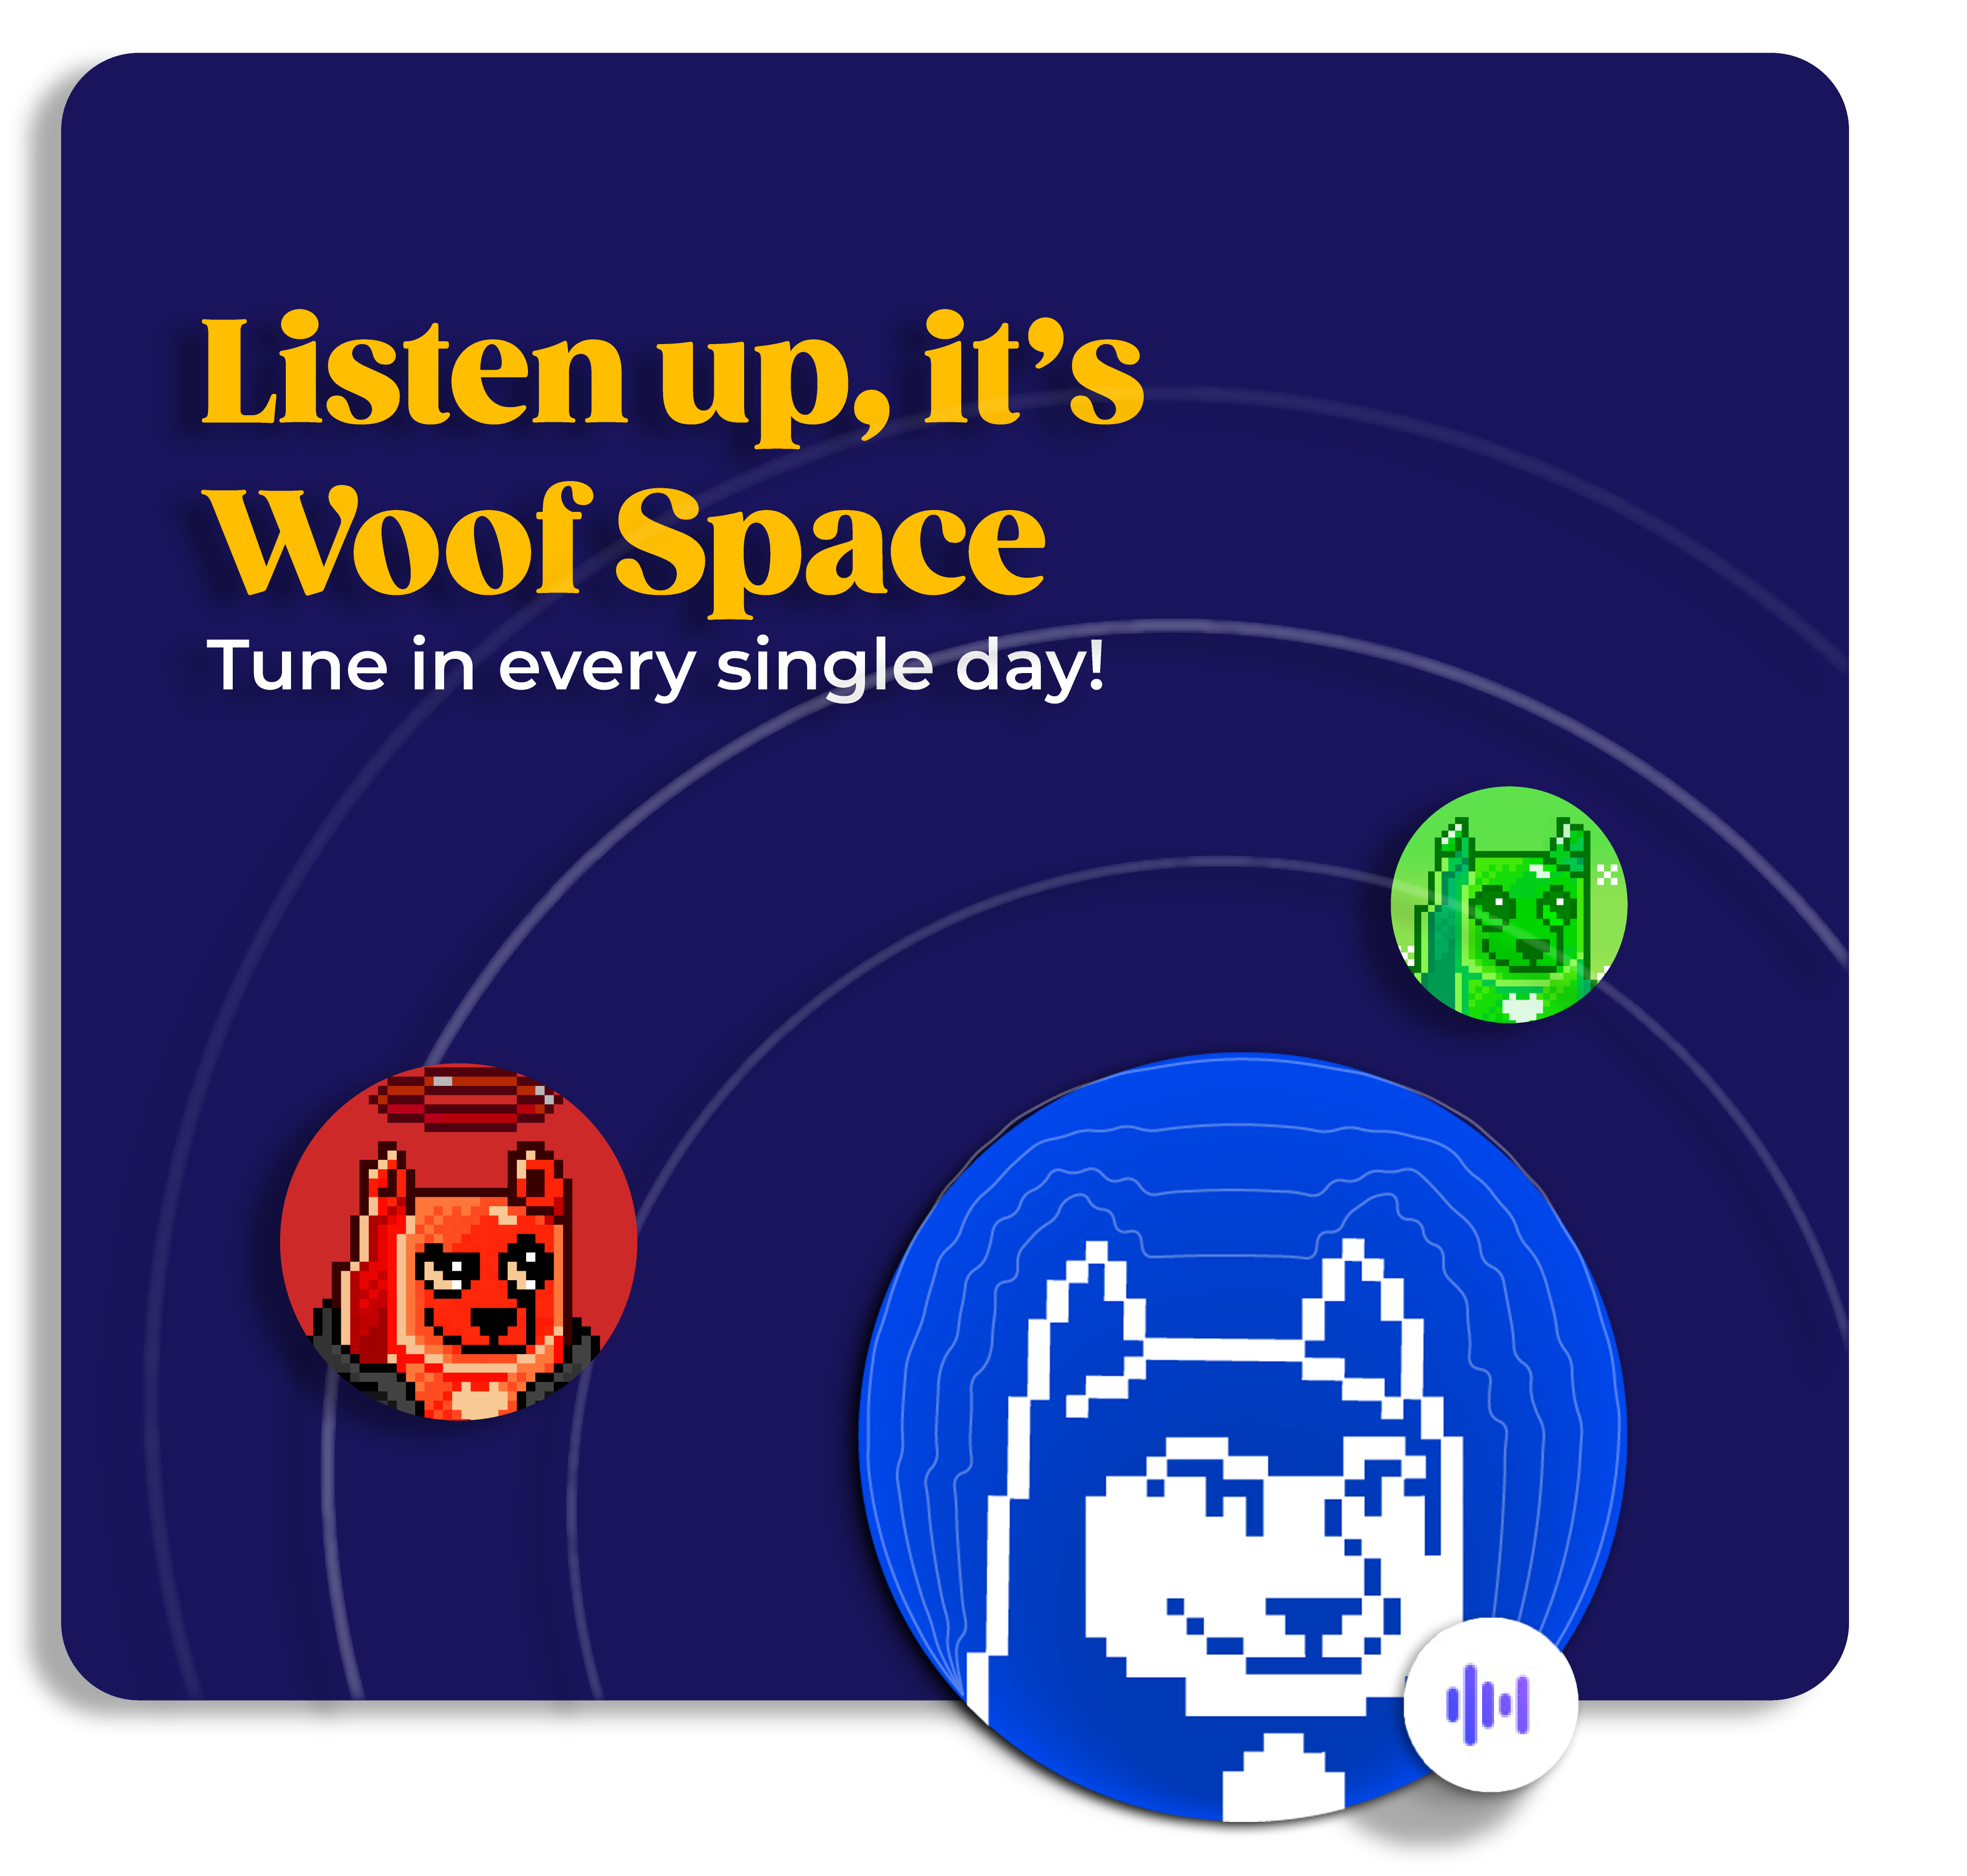 Listen up, it’s
Woof Space
Tune in every single day!